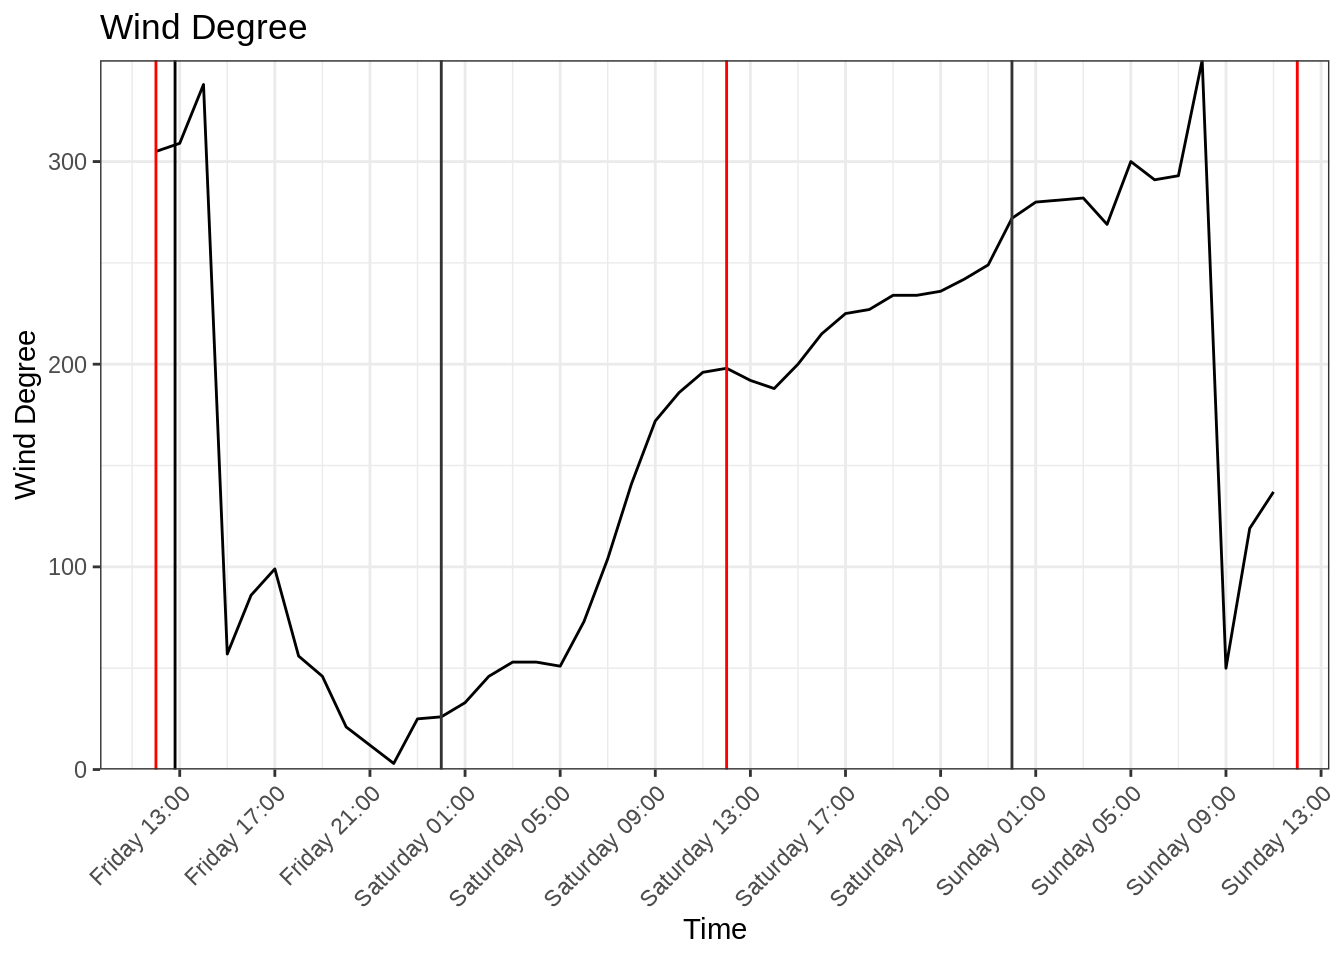 Wind Degree
Wind Degree
300
200
100
0
Friday 13:00
Friday 17:00
Friday 21:00
Saturday 01:00
Saturday 05:00
Saturday 09:00
Saturday 13:00
Saturday 17:00
Saturday 21:00
Sunday 01:00
Sunday 05:00
Sunday 09:00
Sunday 13:00
Time